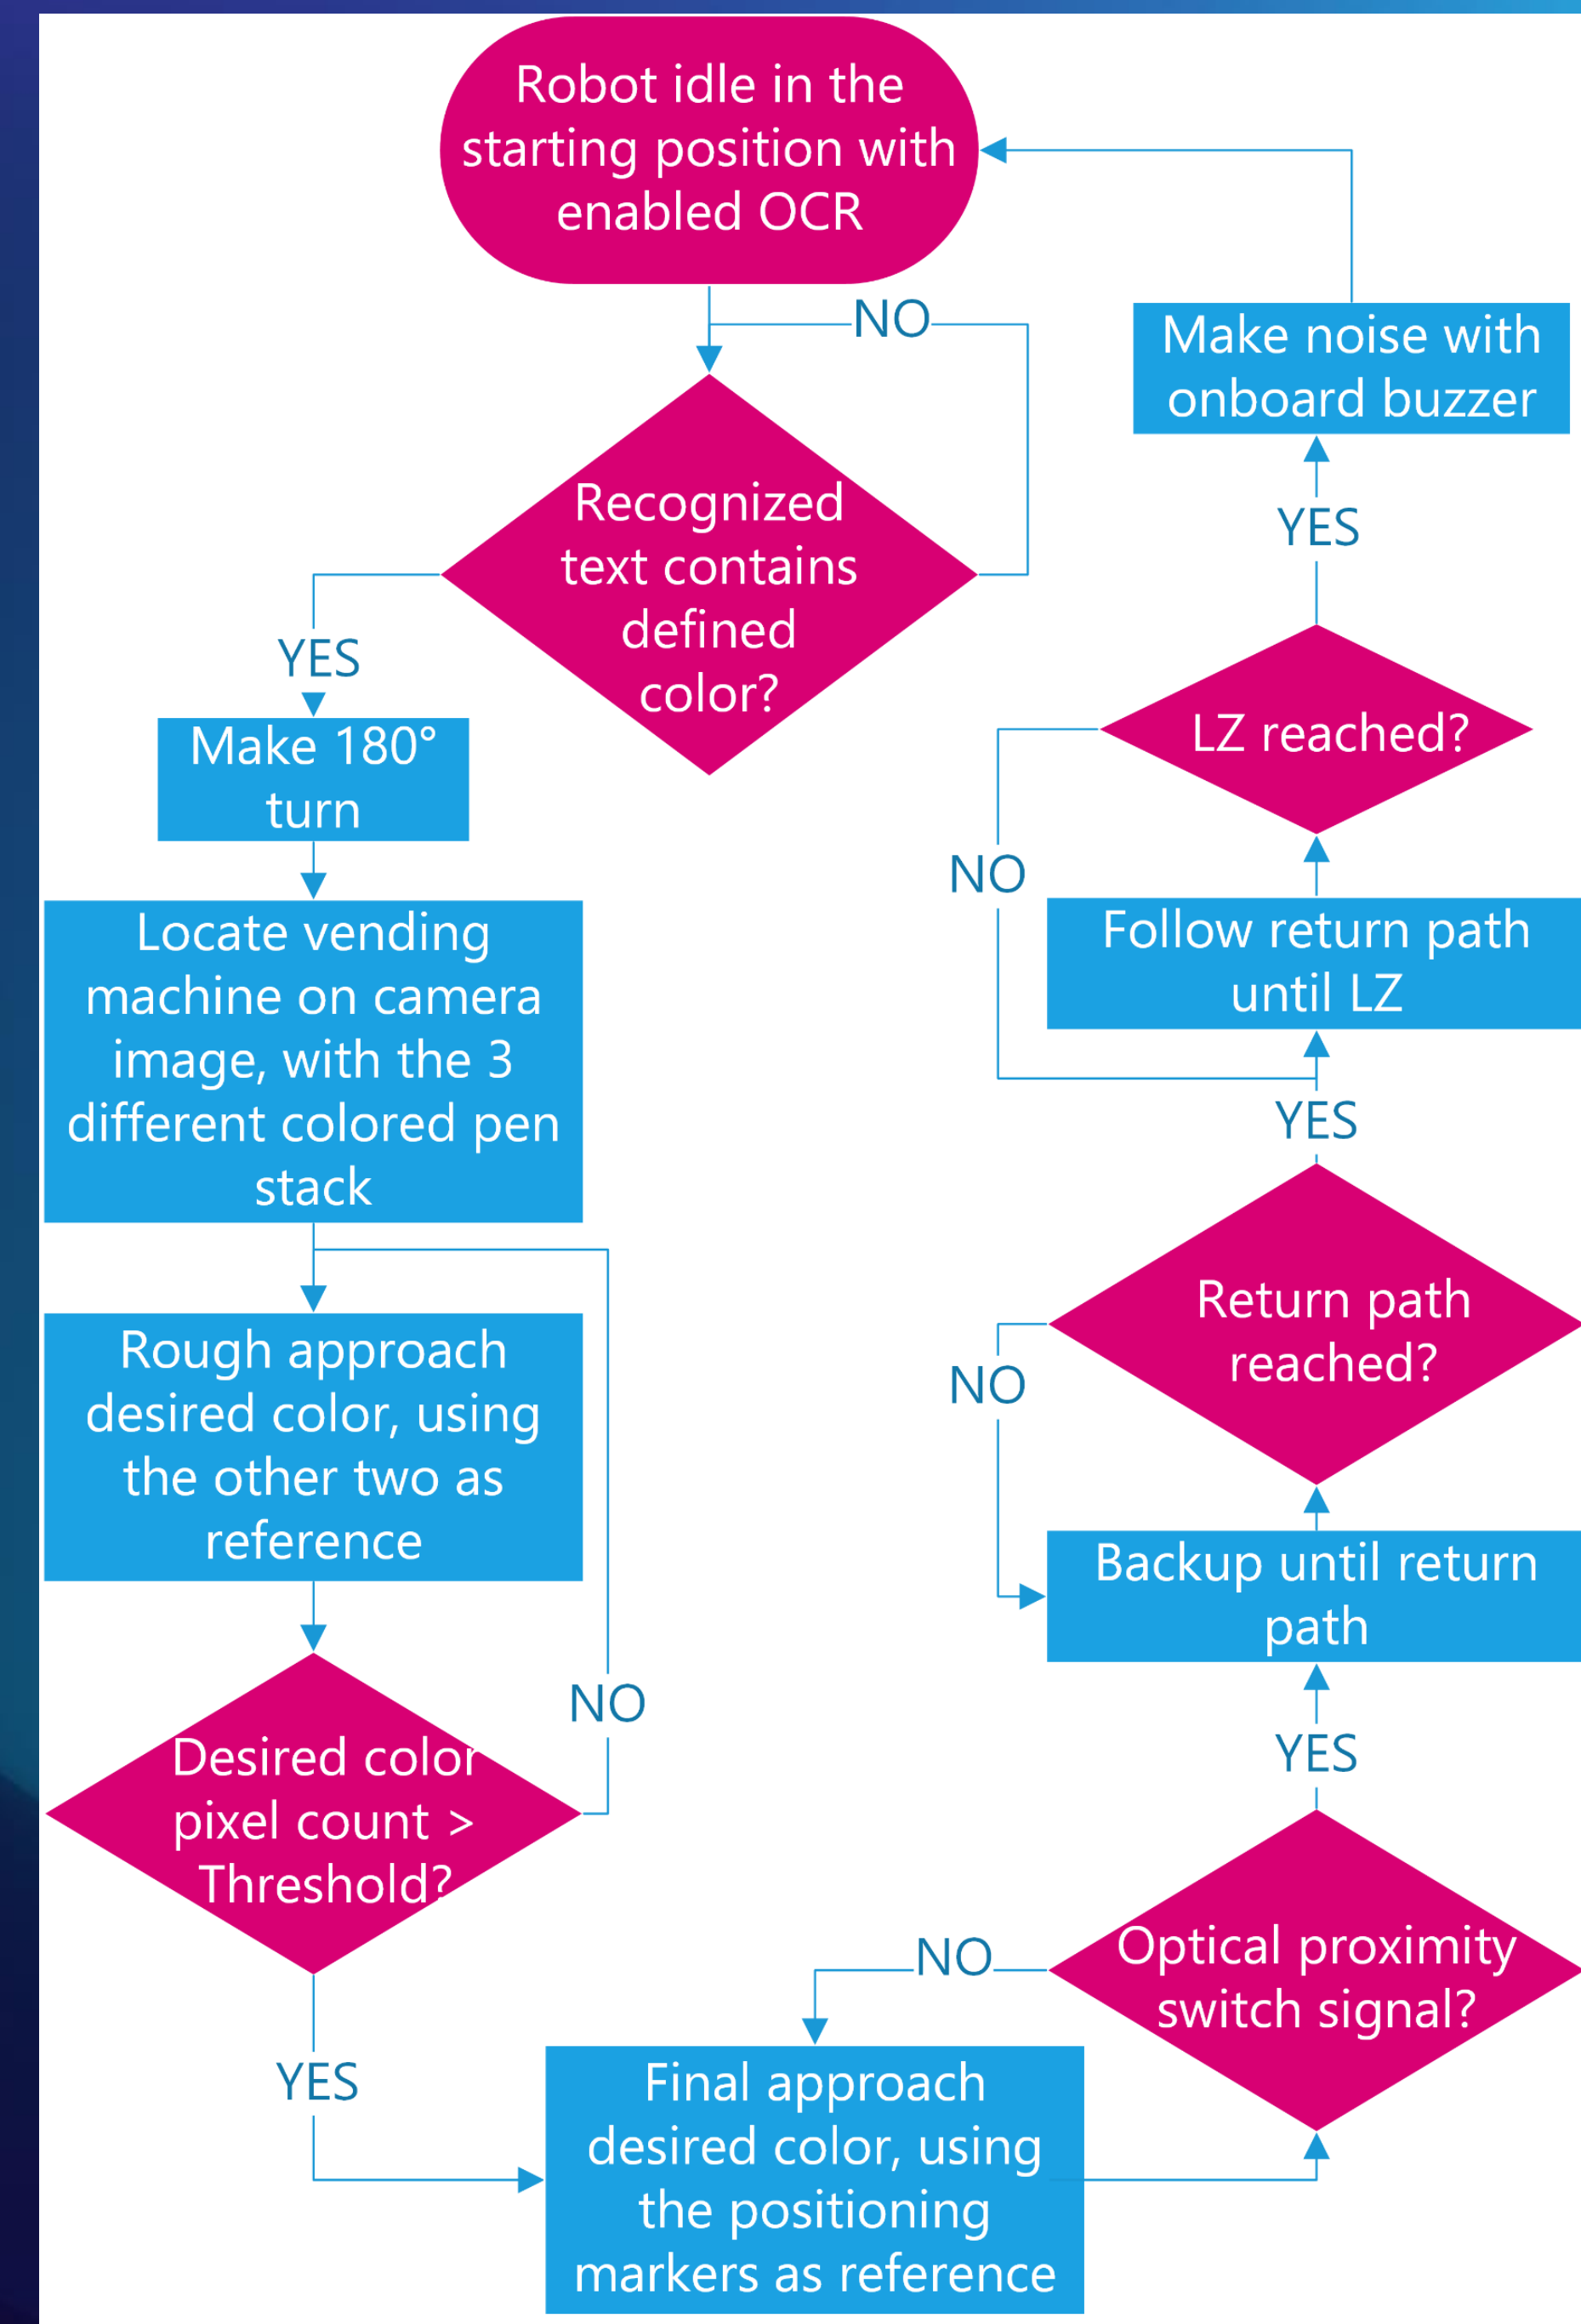 Robot idle in the
starting position with
enabled OCR
NO
Recognized
text contains
defined
color?
YES
Make 180°
turn
Locate vending
machine on camera
image, with the 3
different colored pen
stack
Rough approach
desired color, using
the other two as
reference
NO
Desired color
pixel count >
Threshold?
YES
Final approach
desired color, using
the positioning
markers as reference
NO
Optical proximity
switch signal?
YES
Backup until return
path
NO
Return path
reached?
YES
Follow return path
until LZ
NO
LZ reached?
YES
Make noise with
onboard buzzer